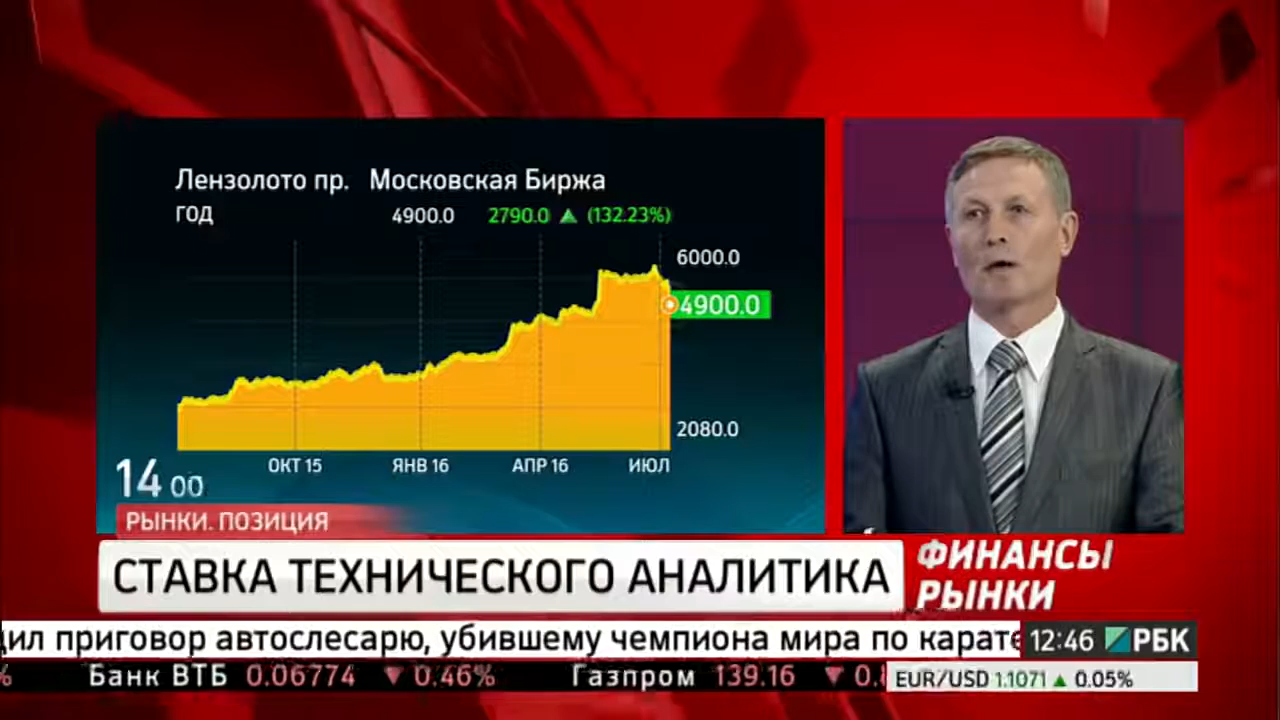 Лензолото пр. Московская Биржа
ГОД 4900.0 2790.0 ▲ (132.23%)
6000.0
4900.0
2080.0
ОКТ 15 ЯНВ 16 АПР 16 ИЮЛ
14 00
РЫНКИ. ПОЗИЦИЯ
СТАВКА ТЕХНИЧЕСКОГО АНАЛИТИКА
ФИНАНСЫ
РЫНКИ
приговор автослесарю, убившему чемпиона мира по карате
12:46 РБК
% Банк ВТБ 0.06774 ▼ 0.46% Газпром 139.16 ▼
EUR/USD 1.1071 ▲ 0.05%